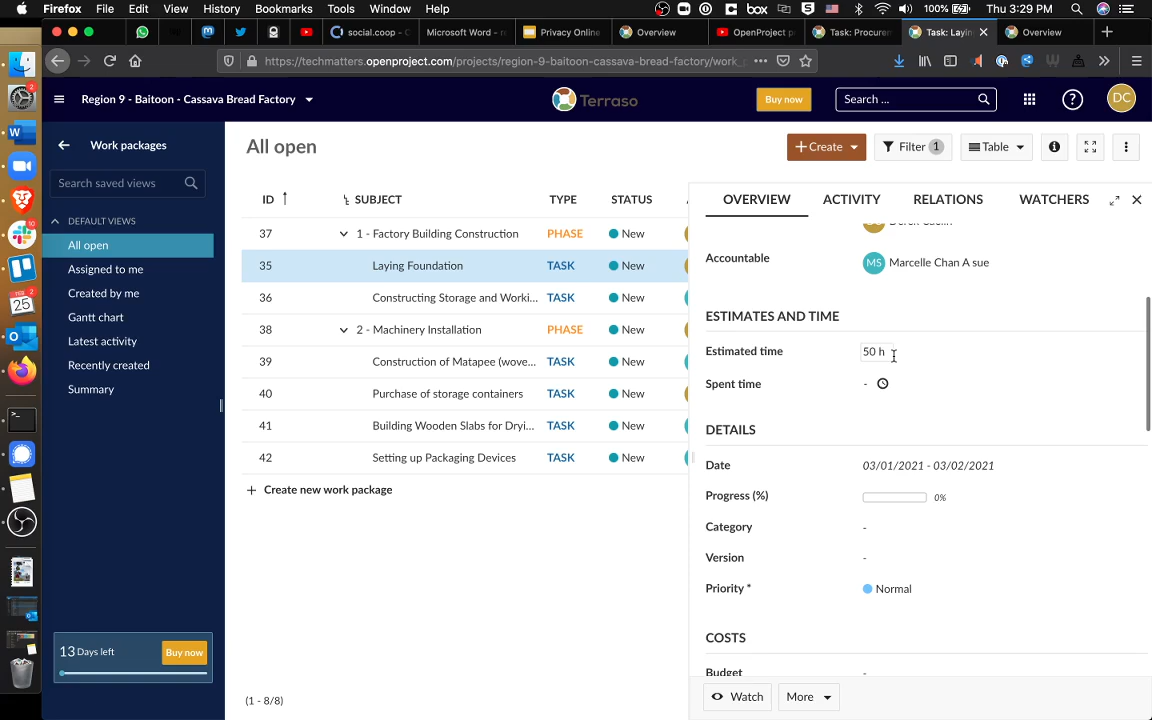 Firefox File Edit View History Bookmarks Tools Window Help 100% Thu 3:29 PM
social.coop - C Microsoft Word - r Privacy Online Overview OpenProject p Task: Procurem Task: Layin Overview
https://techmatters.openproject.com/projects/region-9-baitoon-cassava-bread-factory/work_
Region 9 - Baitoon - Cassava Bread Factory Terraso Buy now Search ... DC
Work packages
Search saved views
DEFAULT VIEWS
All open
Assigned to me
Created by me
Gantt chart
Latest activity
Recently created
Summary
13 Days left Buy now
All open
+ Create Filter 1 Table
ID SUBJECT TYPE STATUS
37 1 - Factory Building Construction PHASE New
35 Laying Foundation TASK New
36 Constructing Storage and Worki... TASK New
38 2 - Machinery Installation PHASE New
39 Construction of Matapee (wove... TASK New
40 Purchase of storage containers TASK New
41 Building Wooden Slabs for Dryi... TASK New
42 Setting up Packaging Devices TASK New
+ Create new work package
(1 - 8/8)
OVERVIEW ACTIVITY RELATIONS WATCHERS
Accountable MS Marcelle Chan A sue
ESTIMATES AND TIME
Estimated time 50 h
Spent time -
DETAILS
Date 03/01/2021 - 03/02/2021
Progress (%) 0%
Category -
Version -
Priority * Normal
COSTS
Budget -
Watch More